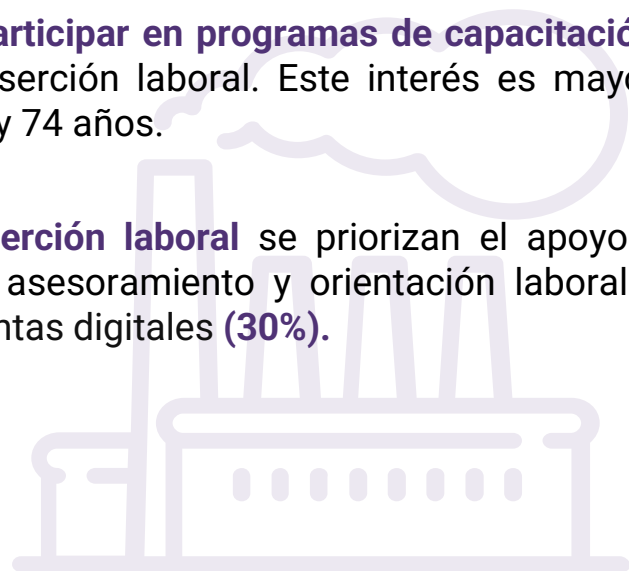 articipar en programas de capacitació
serción laboral. Este interés es mayo
y 74 años.
erción laboral se priorizan el apoyo
asesoramiento y orientación laboral
ntas digitales (30%).